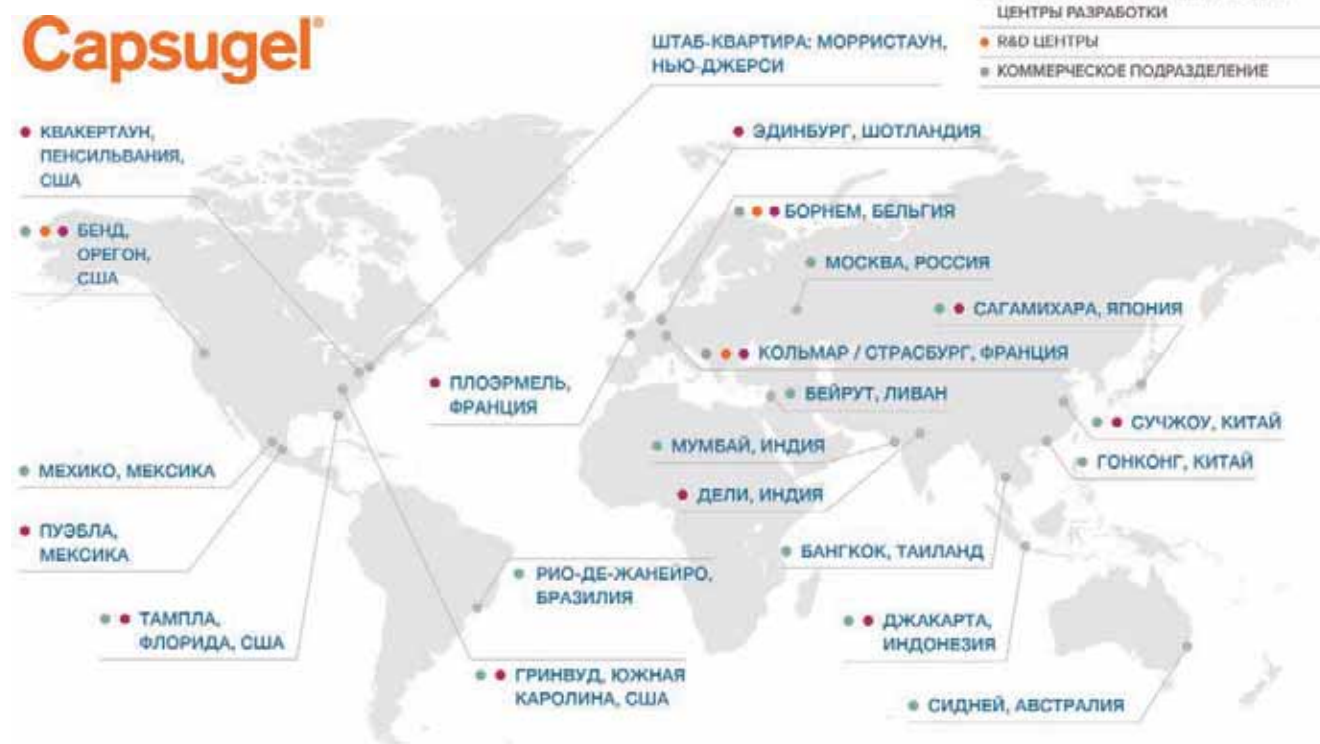 Capsugel®
ЦЕНТРЫ РАЗРАБОТКИ
R&D ЦЕНТРЫ
КОММЕРЧЕСКОЕ ПОДРАЗДЕЛЕНИЕ
ШТАБ-КВАРТИРА: МОРРИСТАУН,
НЬЮ-ДЖЕРСИ
КВАКЕРТАУН,
ПЕНСИЛЬВАНИЯ,
США
ЭДИНБУРГ, ШОТЛАНДИЯ
БОРНЕМ, БЕЛЬГИЯ
БЕНД,
ОРЕГОН,
США
МОСКВА, РОССИЯ
САГАМИХАРА, ЯПОНИЯ
КОЛЬМАР / СТРАСБУРГ, ФРАНЦИЯ
ПЛОЭРМЕЛЬ,
ФРАНЦИЯ
БЕЙРУТ, ЛИВАН
СУЧЖОУ, КИТАЙ
МУМБАЙ, ИНДИЯ
ГОНКОНГ, КИТАЙ
МЕХИКО, МЕКСИКА
ДЕЛИ, ИНДИЯ
ПУЭБЛА,
МЕКСИКА
БАНГКОК, ТАИЛАНД
РИО-ДЕ-ЖАНЕЙРО,
БРАЗИЛИЯ
ТАМПЛА,
ФЛОРИДА, США
ДЖАКАРТА,
ИНДОНЕЗИЯ
ГРИНВУД, ЮЖНАЯ
КАРОЛИНА, США
СИДНЕЙ, АВСТРАЛИЯ